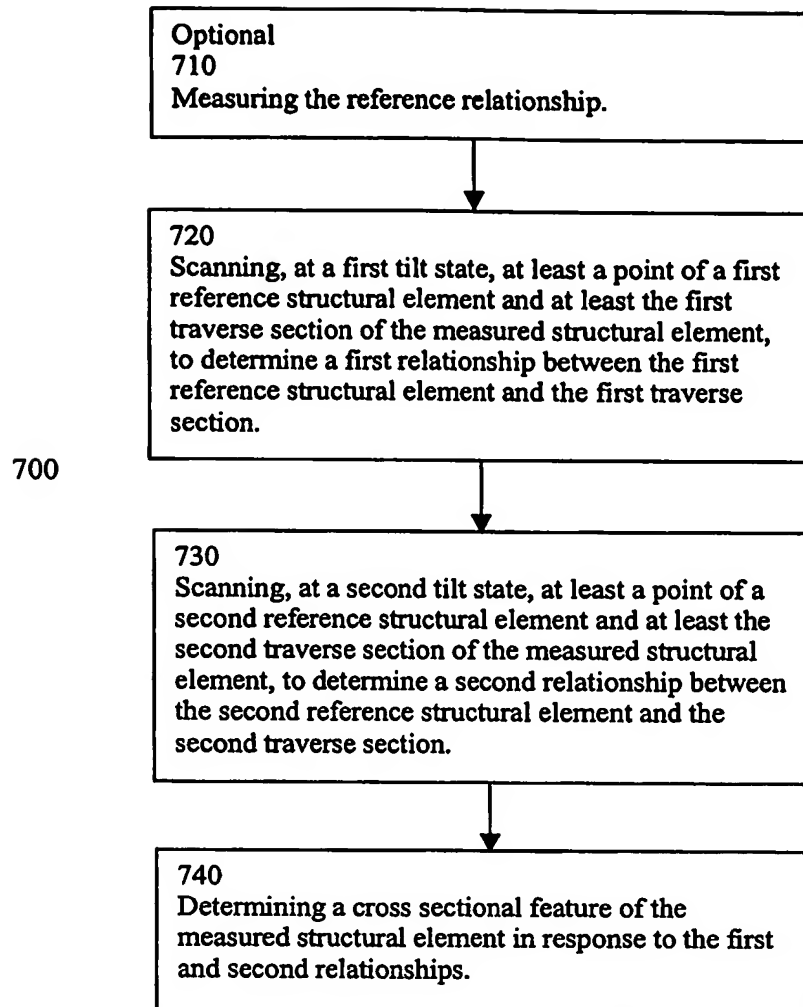 Optional
710
Measuring the reference relationship.
720
Scanning, at a first tilt state, at least a point of a first
reference structural element and at least the first
traverse section of the measured structural element,
to determine a first relationship between the first
reference structural element and the first traverse
section.
700
730
Scanning, at a second tilt state, at least a point of a
second reference structural element and at least the
second traverse section of the measured structural
element, to determine a second relationship between
the second reference structural element and the
second traverse section.
740
Determining a cross sectional feature of the
measured structural element in response to the first
and second relationships.